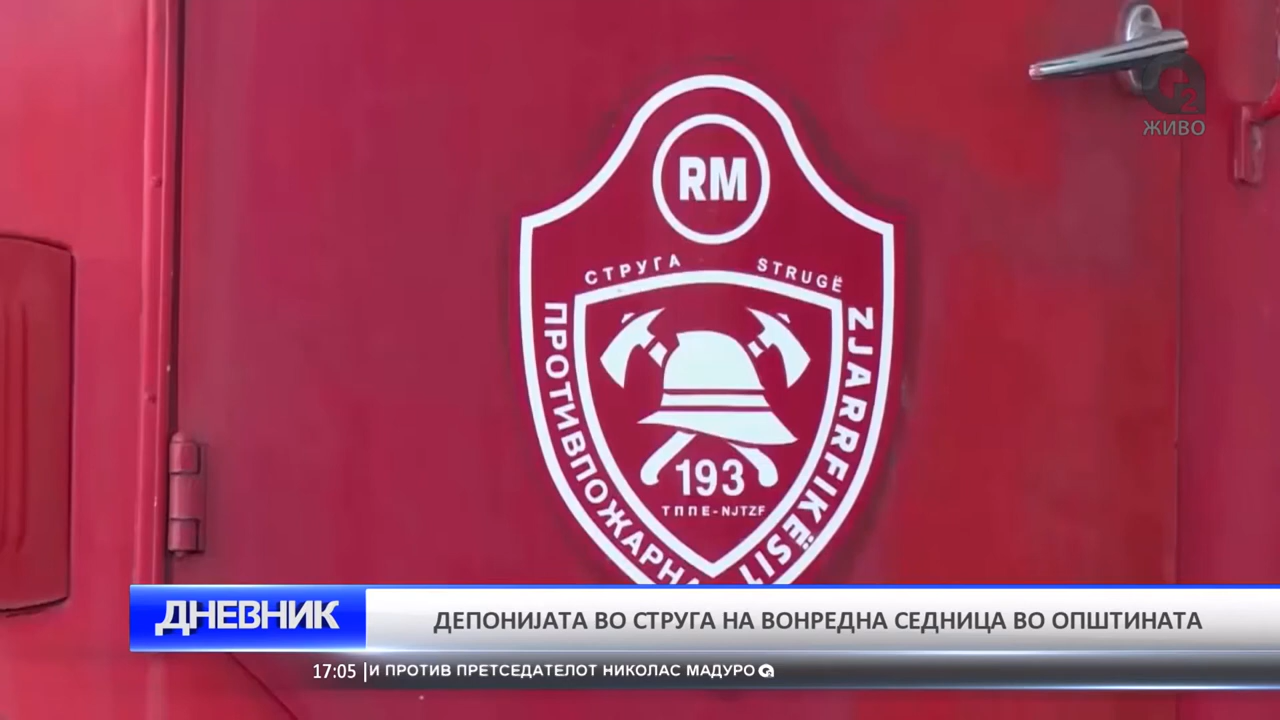 ЖИВО
RM
СТРУГА STRUGË
ПРОТИВПОЖАРНА
ZJARRFIKËSIT
193
ТППЕ-NJTZF
ДНЕВНИК
ДЕПОНИЈАТА ВО СТРУГА НА ВОНРЕДНА СЕДНИЦА ВО ОПШТИНАТА
17:05 И ПРОТИВ ПРЕТСЕДАТЕЛОТ НИКОЛАС МАДУРО